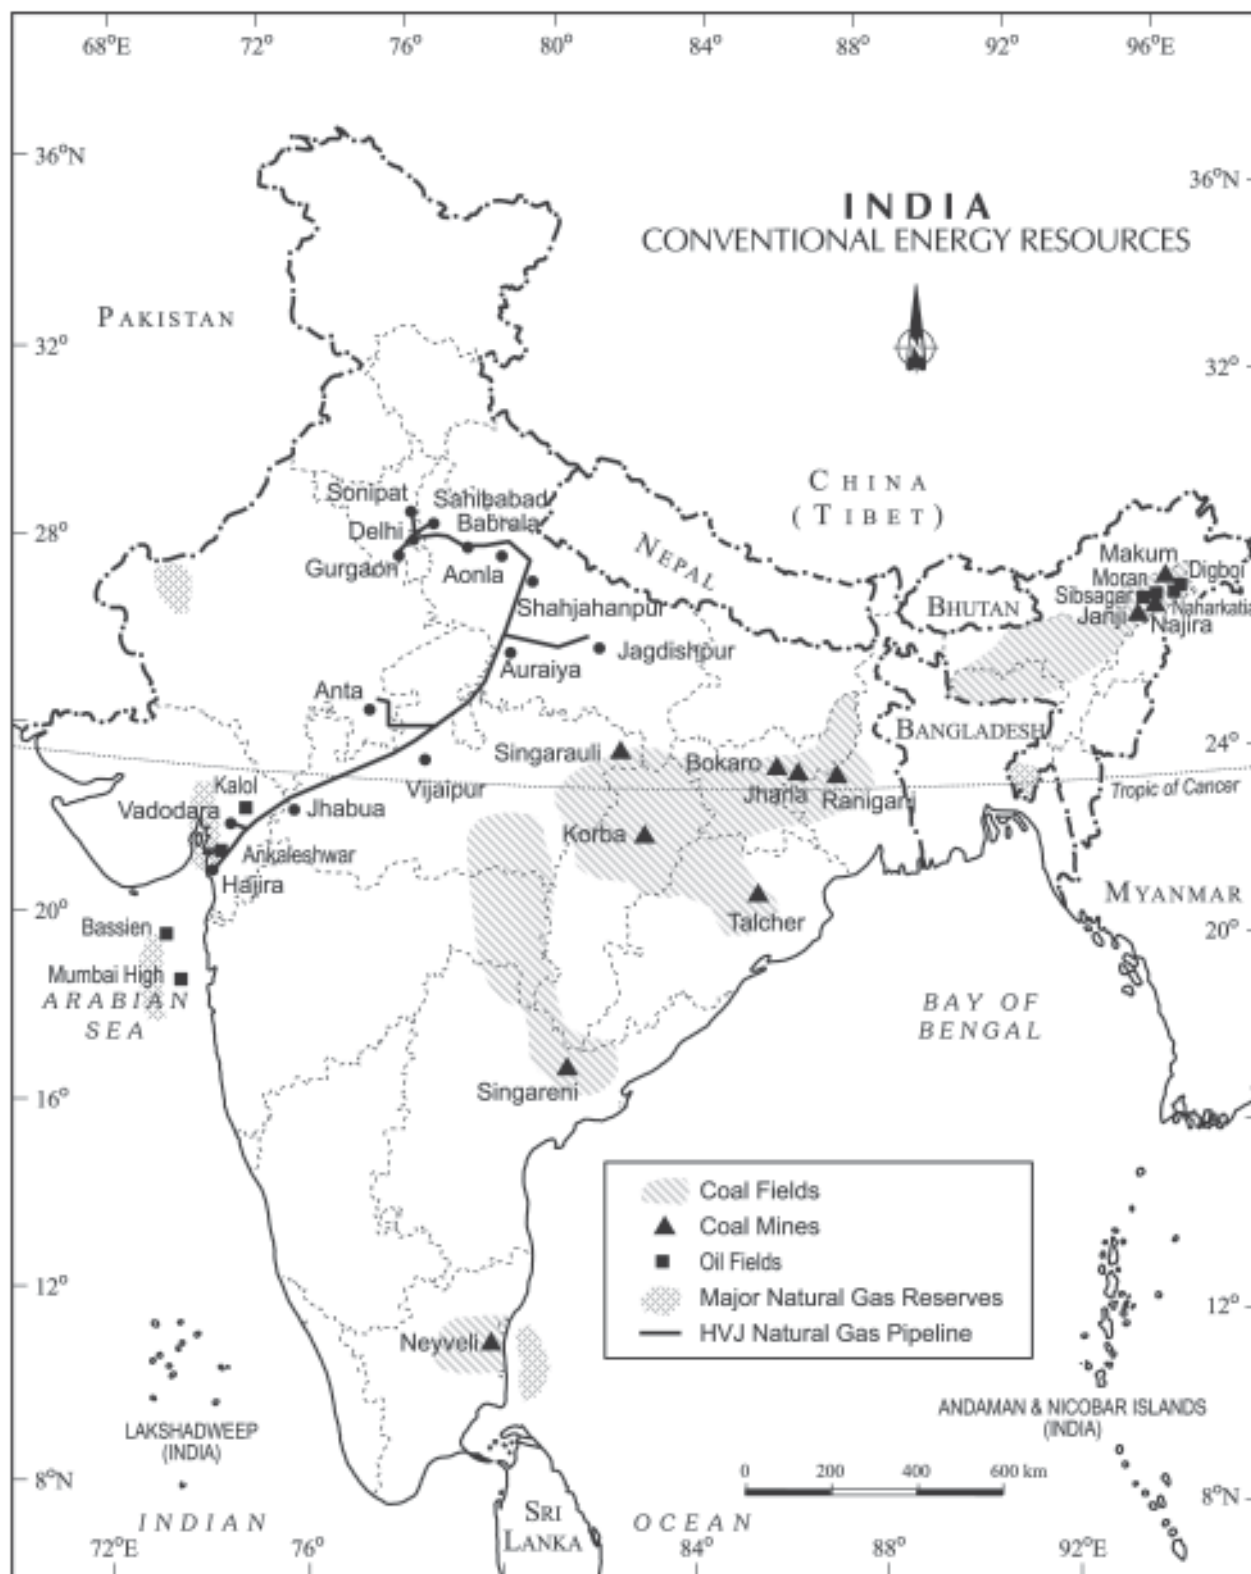 68°E 72° 76° 80° 84° 88° 92° 96°E
36°N
36°N
INDIA
CONVENTIONAL ENERGY RESOURCES
PAKISTAN
32°
32°
CHINA
(TIBET)
Sonipat
Sahibabad
Delhi
Babrala
28°
28°
Gurgaon
Aonla
NEPAL
Shahjahanpur
Makum
Digboi
Moran
Sibsagar
Naharkatia
Janji
Najira
BHUTAN
Jagdishpur
Auraiya
Anta
BANGLADESH
24°
Singarauli
Bokaro
Jharia
Raniganj
Tropic of Cancer
Kalol
Vijaipur
Vadodara
Jhabua
Korba
Ankaleshwar
Hajira
MYANMAR
20°
20°
Talcher
Bassien
Mumbai High
ARABIAN
SEA
BAY OF
BENGAL
16°
Singareni
Coal Fields
Coal Mines
Oil Fields
Major Natural Gas Reserves
HVJ Natural Gas Pipeline
12°
12°
Neyveli
LAKSHADWEEP
(INDIA)
ANDAMAN & NICOBAR ISLANDS
(INDIA)
0 200 400 600 km
8°N
8°N
SRI
LANKA
INDIAN OCEAN
72°E 76° 84° 88° 92°E